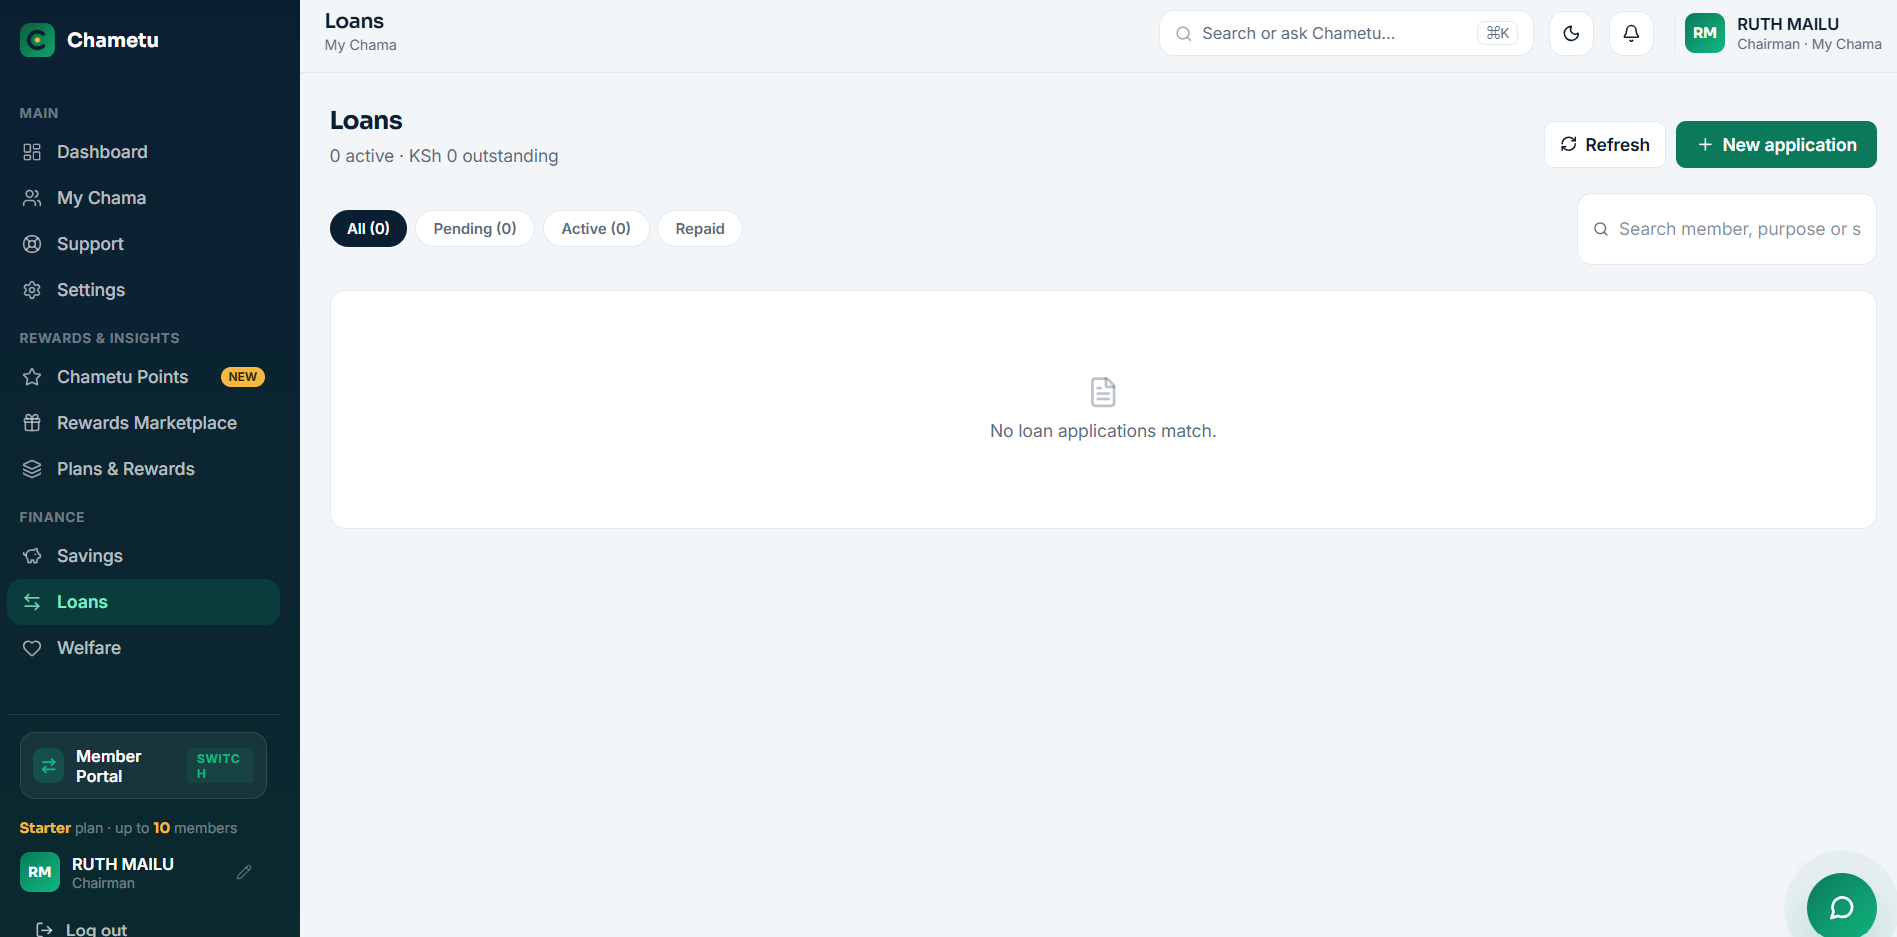 Chametu
MAIN
Dashboard
My Chama
Support
Settings
REWARDS & INSIGHTS
Chametu Points NEW
Rewards Marketplace
Plans & Rewards
FINANCE
Savings
Loans
Welfare
Member
Portal
SWITC
H
Starter plan · up to 10 members
RM
RUTH MAILU
Chairman
Log out
Loans
My Chama
Search or ask Chametu... ⌘K
RM
RUTH MAILU
Chairman · My Chama
Loans
0 active · KSh 0 outstanding
Refresh
+ New application
All (0) Pending (0) Active (0) Repaid
Search member, purpose or s
No loan applications match.